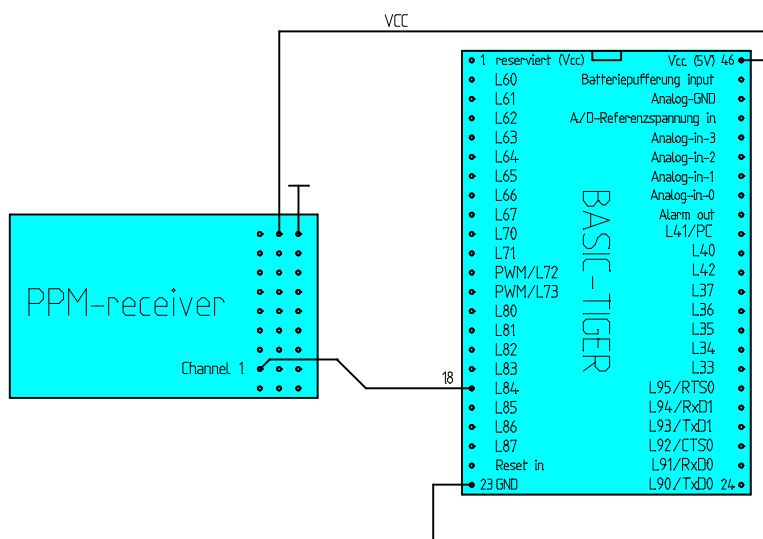 VCC
1 reserviert (Vcc)
L60
L61
L62
L63
L64
L65
L66
L67
L70
L71
PWM/L72
PWM/L73
L80
L81
L82
L83
18
L84
L85
L86
L87
Reset in
23 GND
BASIC-TIGER
Vcc (5V) 46
Batteriepufferung input
Analog-GND
A/D-Referenzspannung in
Analog-in-3
Analog-in-2
Analog-in-1
Analog-in-0
Alarm out
L41/PC
L40
L42
L37
L36
L35
L34
L33
L95/RTS0
L94/RxD1
L93/TxD1
L92/CTS0
L91/RxD0
L90/TxD0 24
PPM-receiver
Channel 1